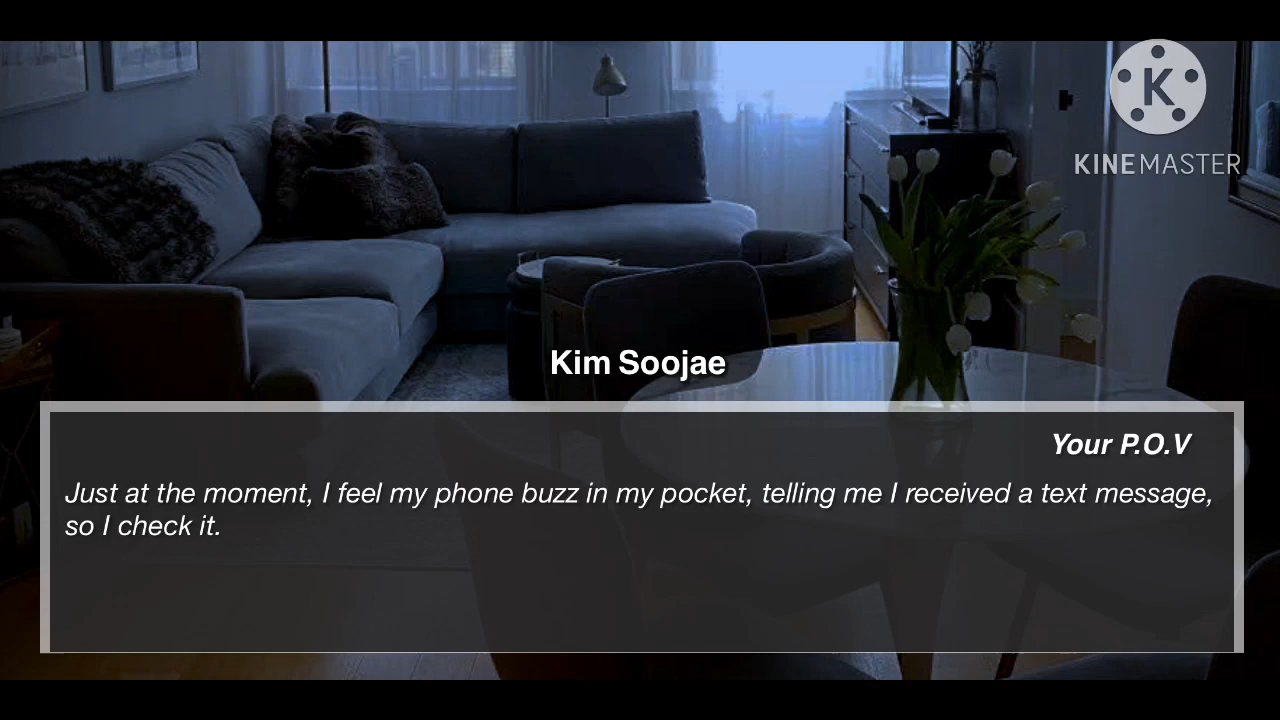 K
KINEMASTER
Kim Soojae
Your P.O.V
Just at the moment, I feel my phone buzz in my pocket, telling me I received a text message,
so I check it.